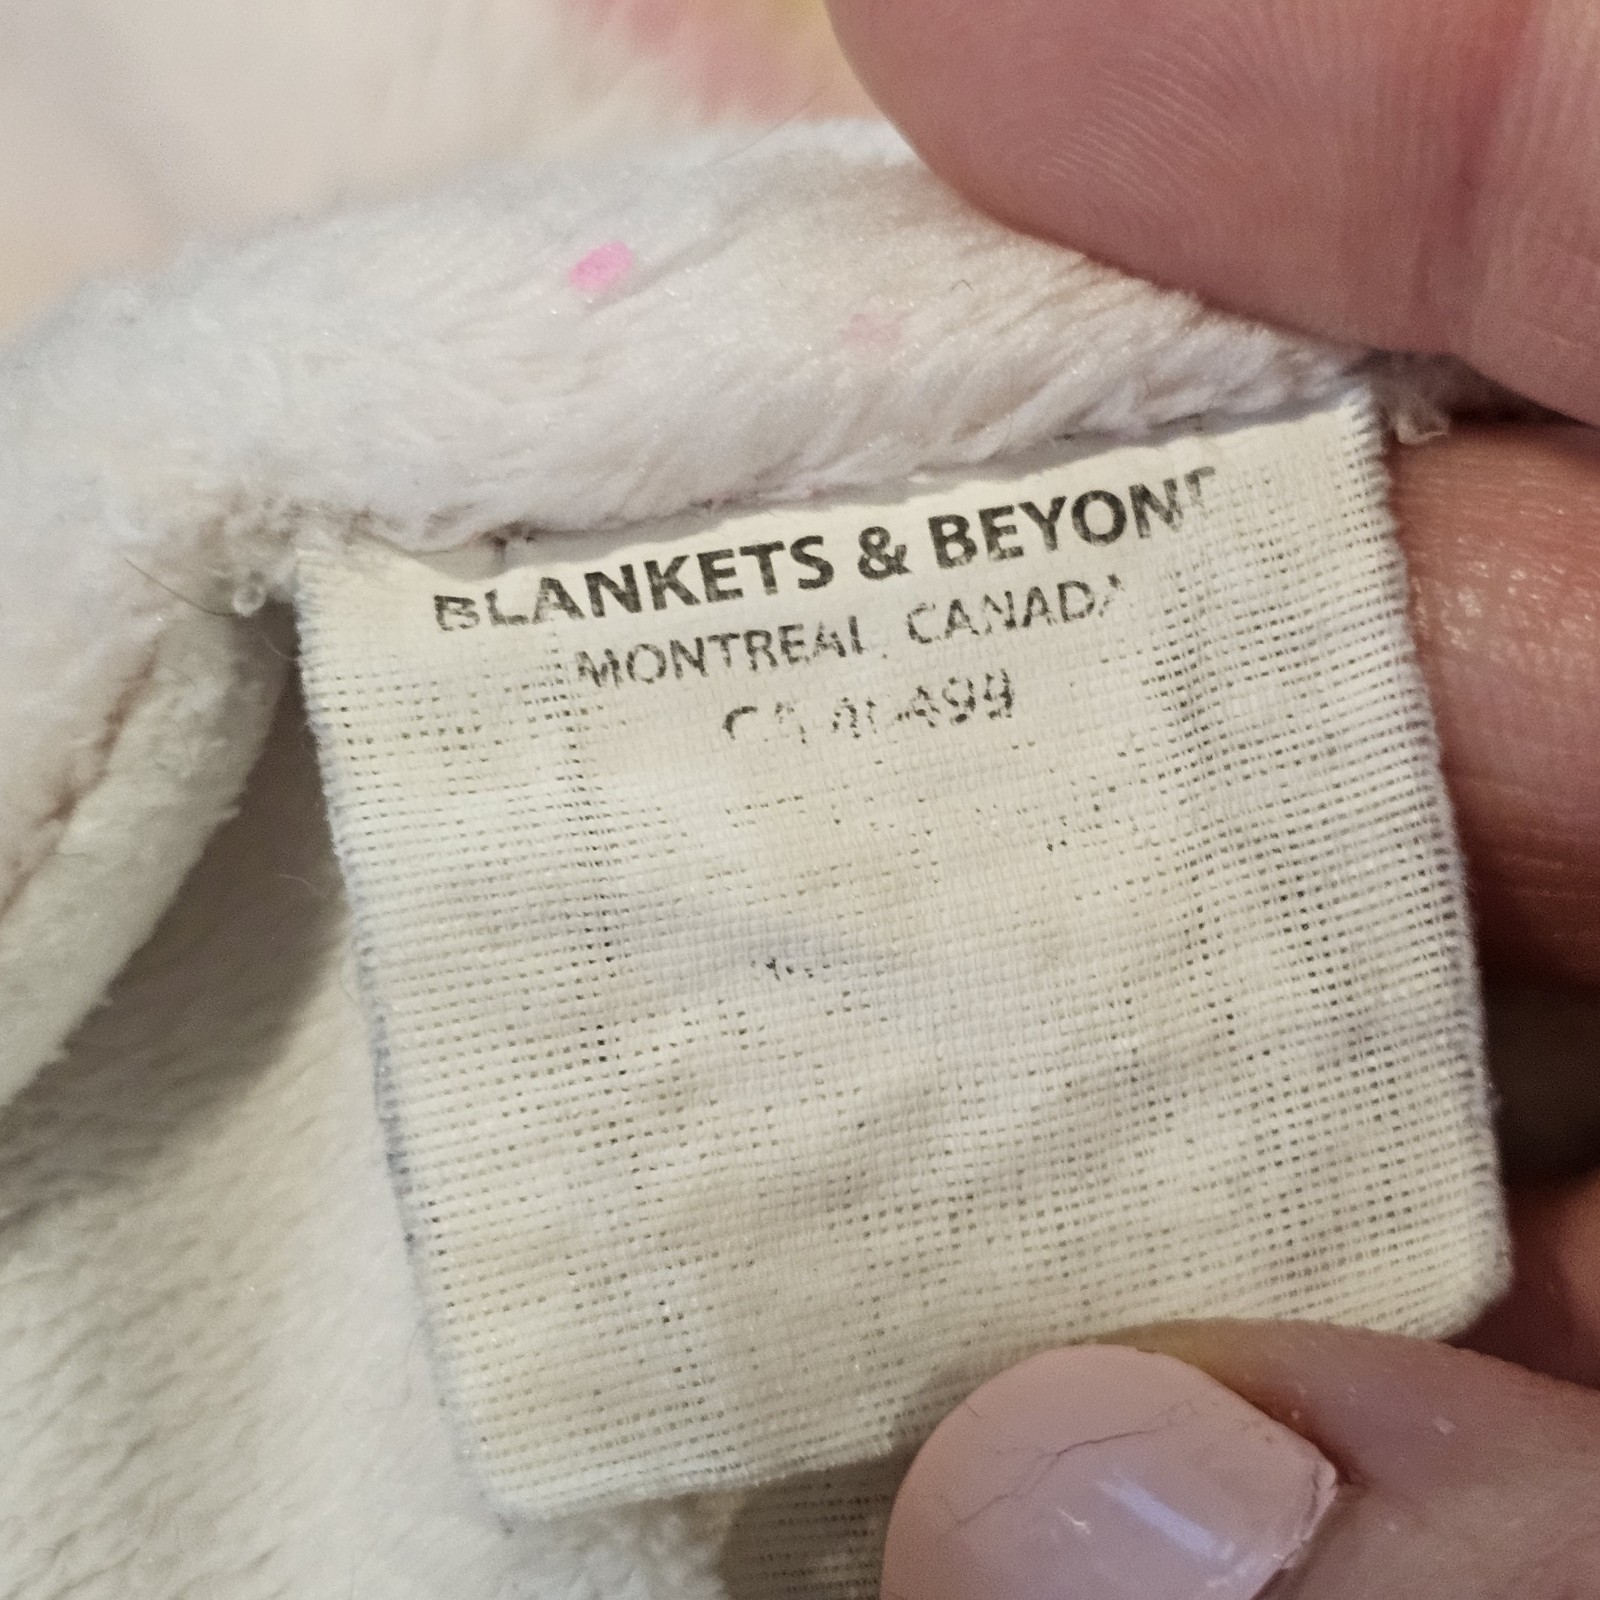 BLANKETS & BEYOND
MONTREAL, CANADA